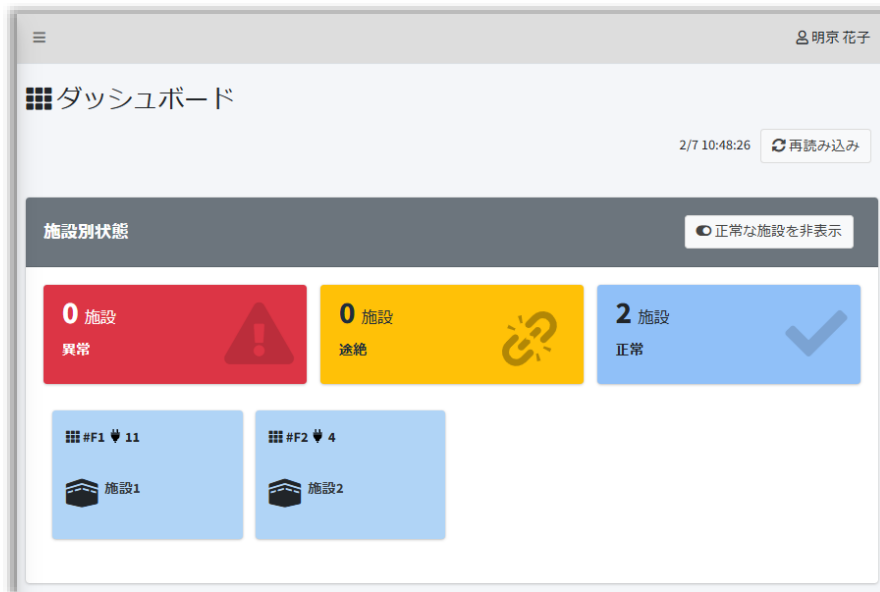 明京 花子
ダッシュボード
2/7 10:48:26 再読み込み
施設別状態 正常な施設を非表示
0 施設 0 施設 2 施設
異常 途絶 正常
#F1 11 #F2 4
施設1 施設2